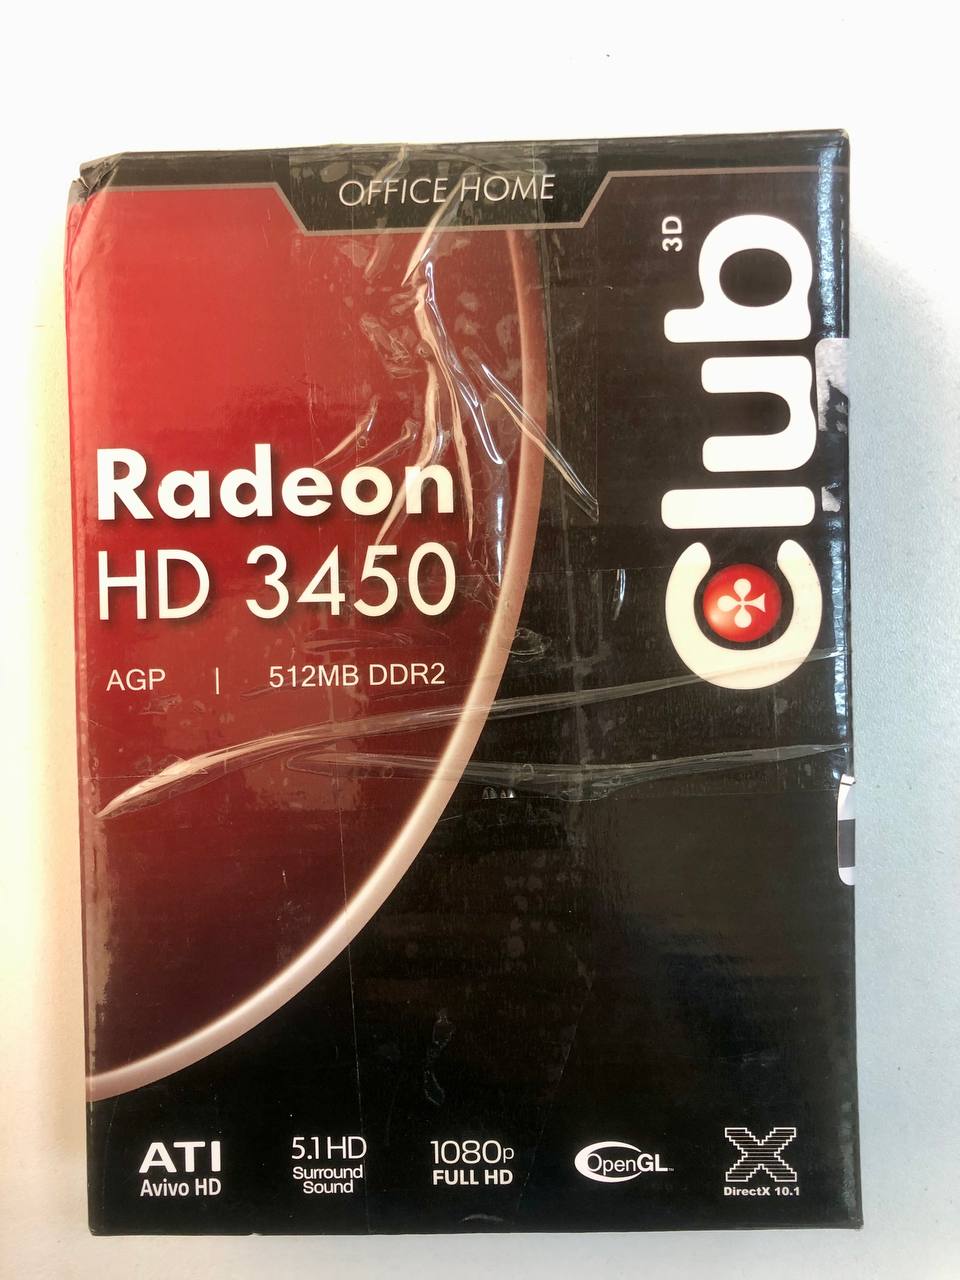 OFFICE HOME
Club
3D
Radeon
HD 3450
AGP | 512MB DDR2
ATI
Avivo HD
5.1 HD
Surround
Sound
1080p
FULL HD
OpenGL™
DirectX 10.1